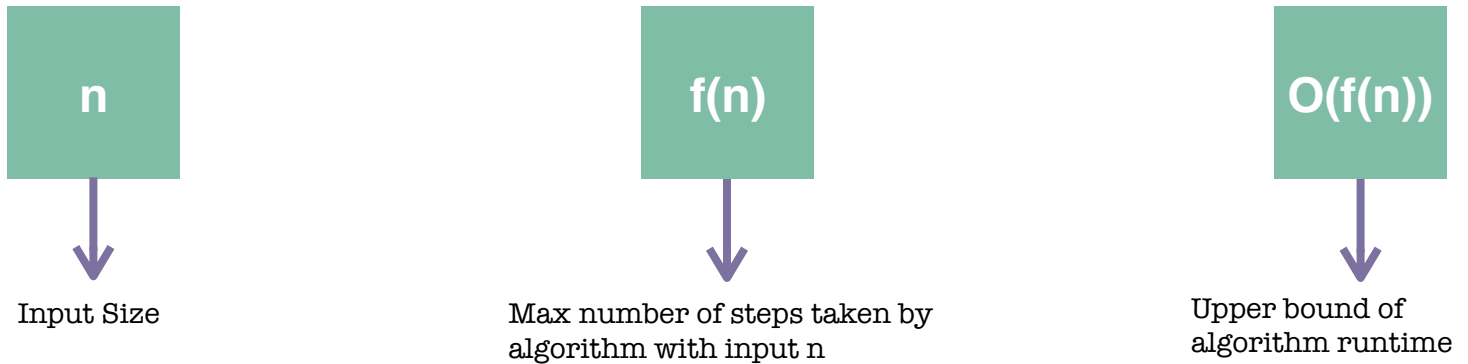 n
f(n)
O(f(n))
Input Size
Max number of steps taken by
algorithm with input n
Upper bound of
algorithm runtime